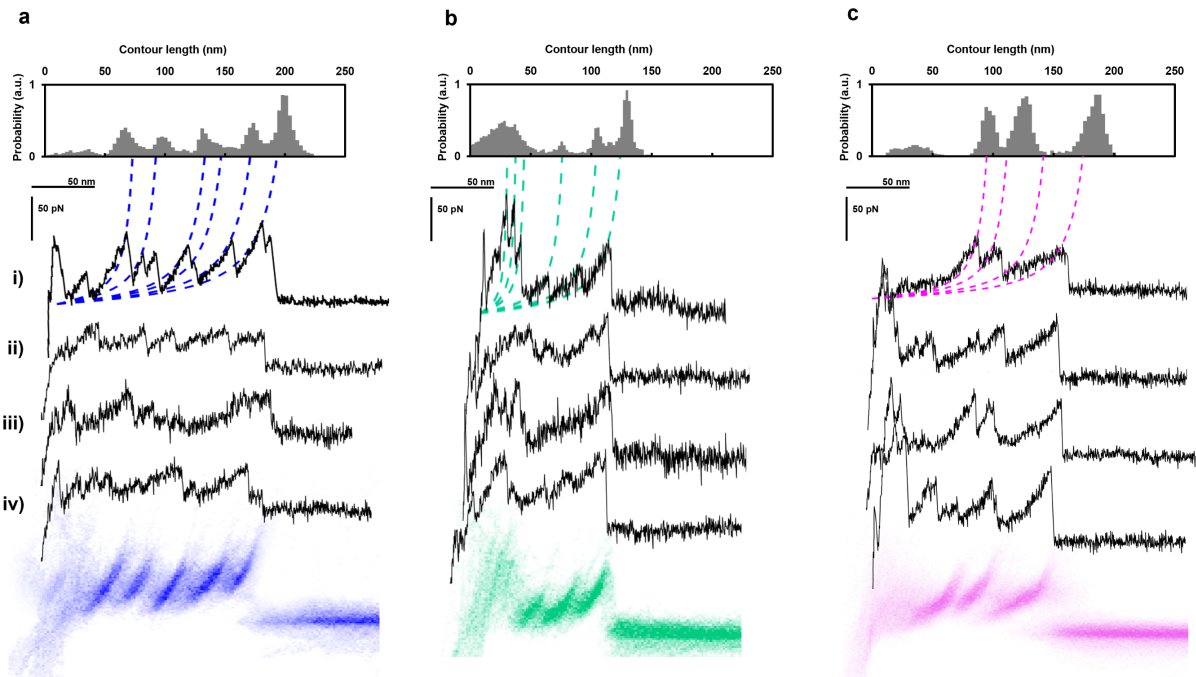 a
b
c
Contour length (nm)
Contour length (nm)
Contour length (nm)
0 50 100 150 200 250
0 50 100 150 200 250
0 50 100 150 200 250
Probability (a.u.)
1
0
Probability (a.u.)
1
0
Probability (a.u.)
1
0
50 nm
50 pN
50 nm
50 pN
50 nm
50 pN
i)
ii)
iii)
iv)